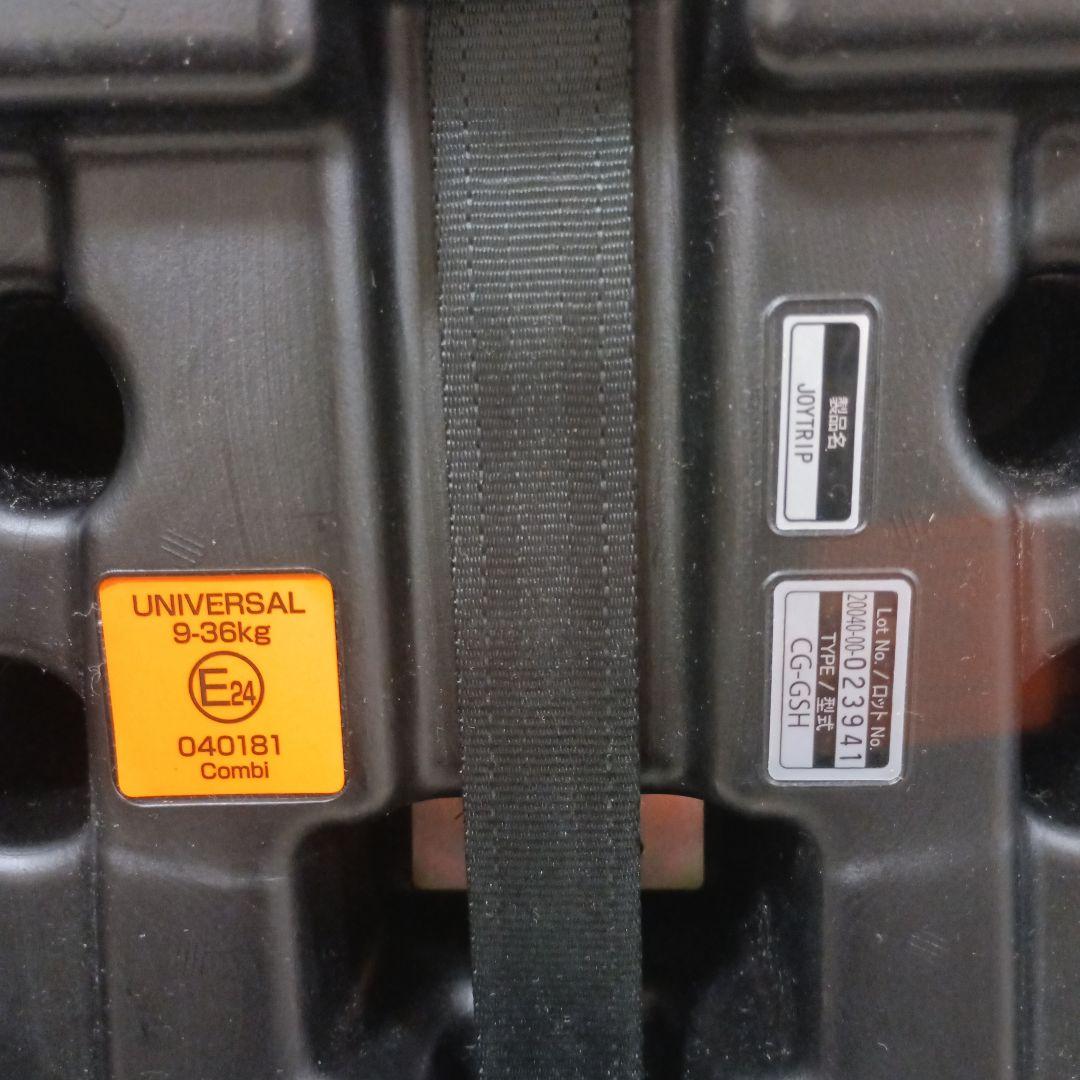 UNIVERSAL
9-36kg
E24
040181
Combi
製品名
JOYTRIP
Lot No. / ロット No.
20040-00-023941
TYPE / 型式
CG-GSH